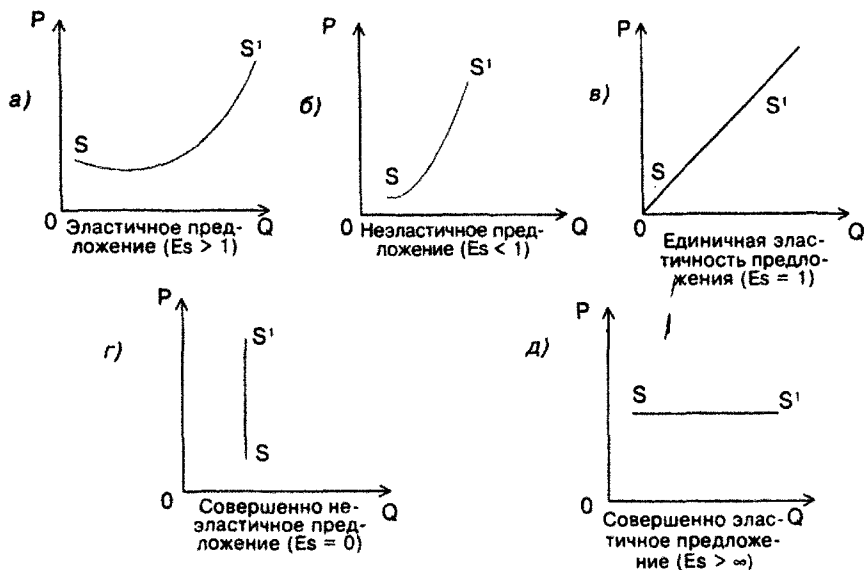 P
S¹
а)
S
0
Q
Эластичное пред-
ложение (Es > 1)
P
S¹
б)
S
0
Q
Неэластичное пред-
ложение (Es < 1)
P
S¹
в)
S
0
Q
Единичная элас-
тичность предло-
жения (Es = 1)
P
S¹
г)
S
0
Q
Совершенно не-
эластичное пред-
ложение (Es = 0)
P
д)
S
S¹
0
Q
Совершенно элас-
тичное предложе-
ние (Es > ∞)